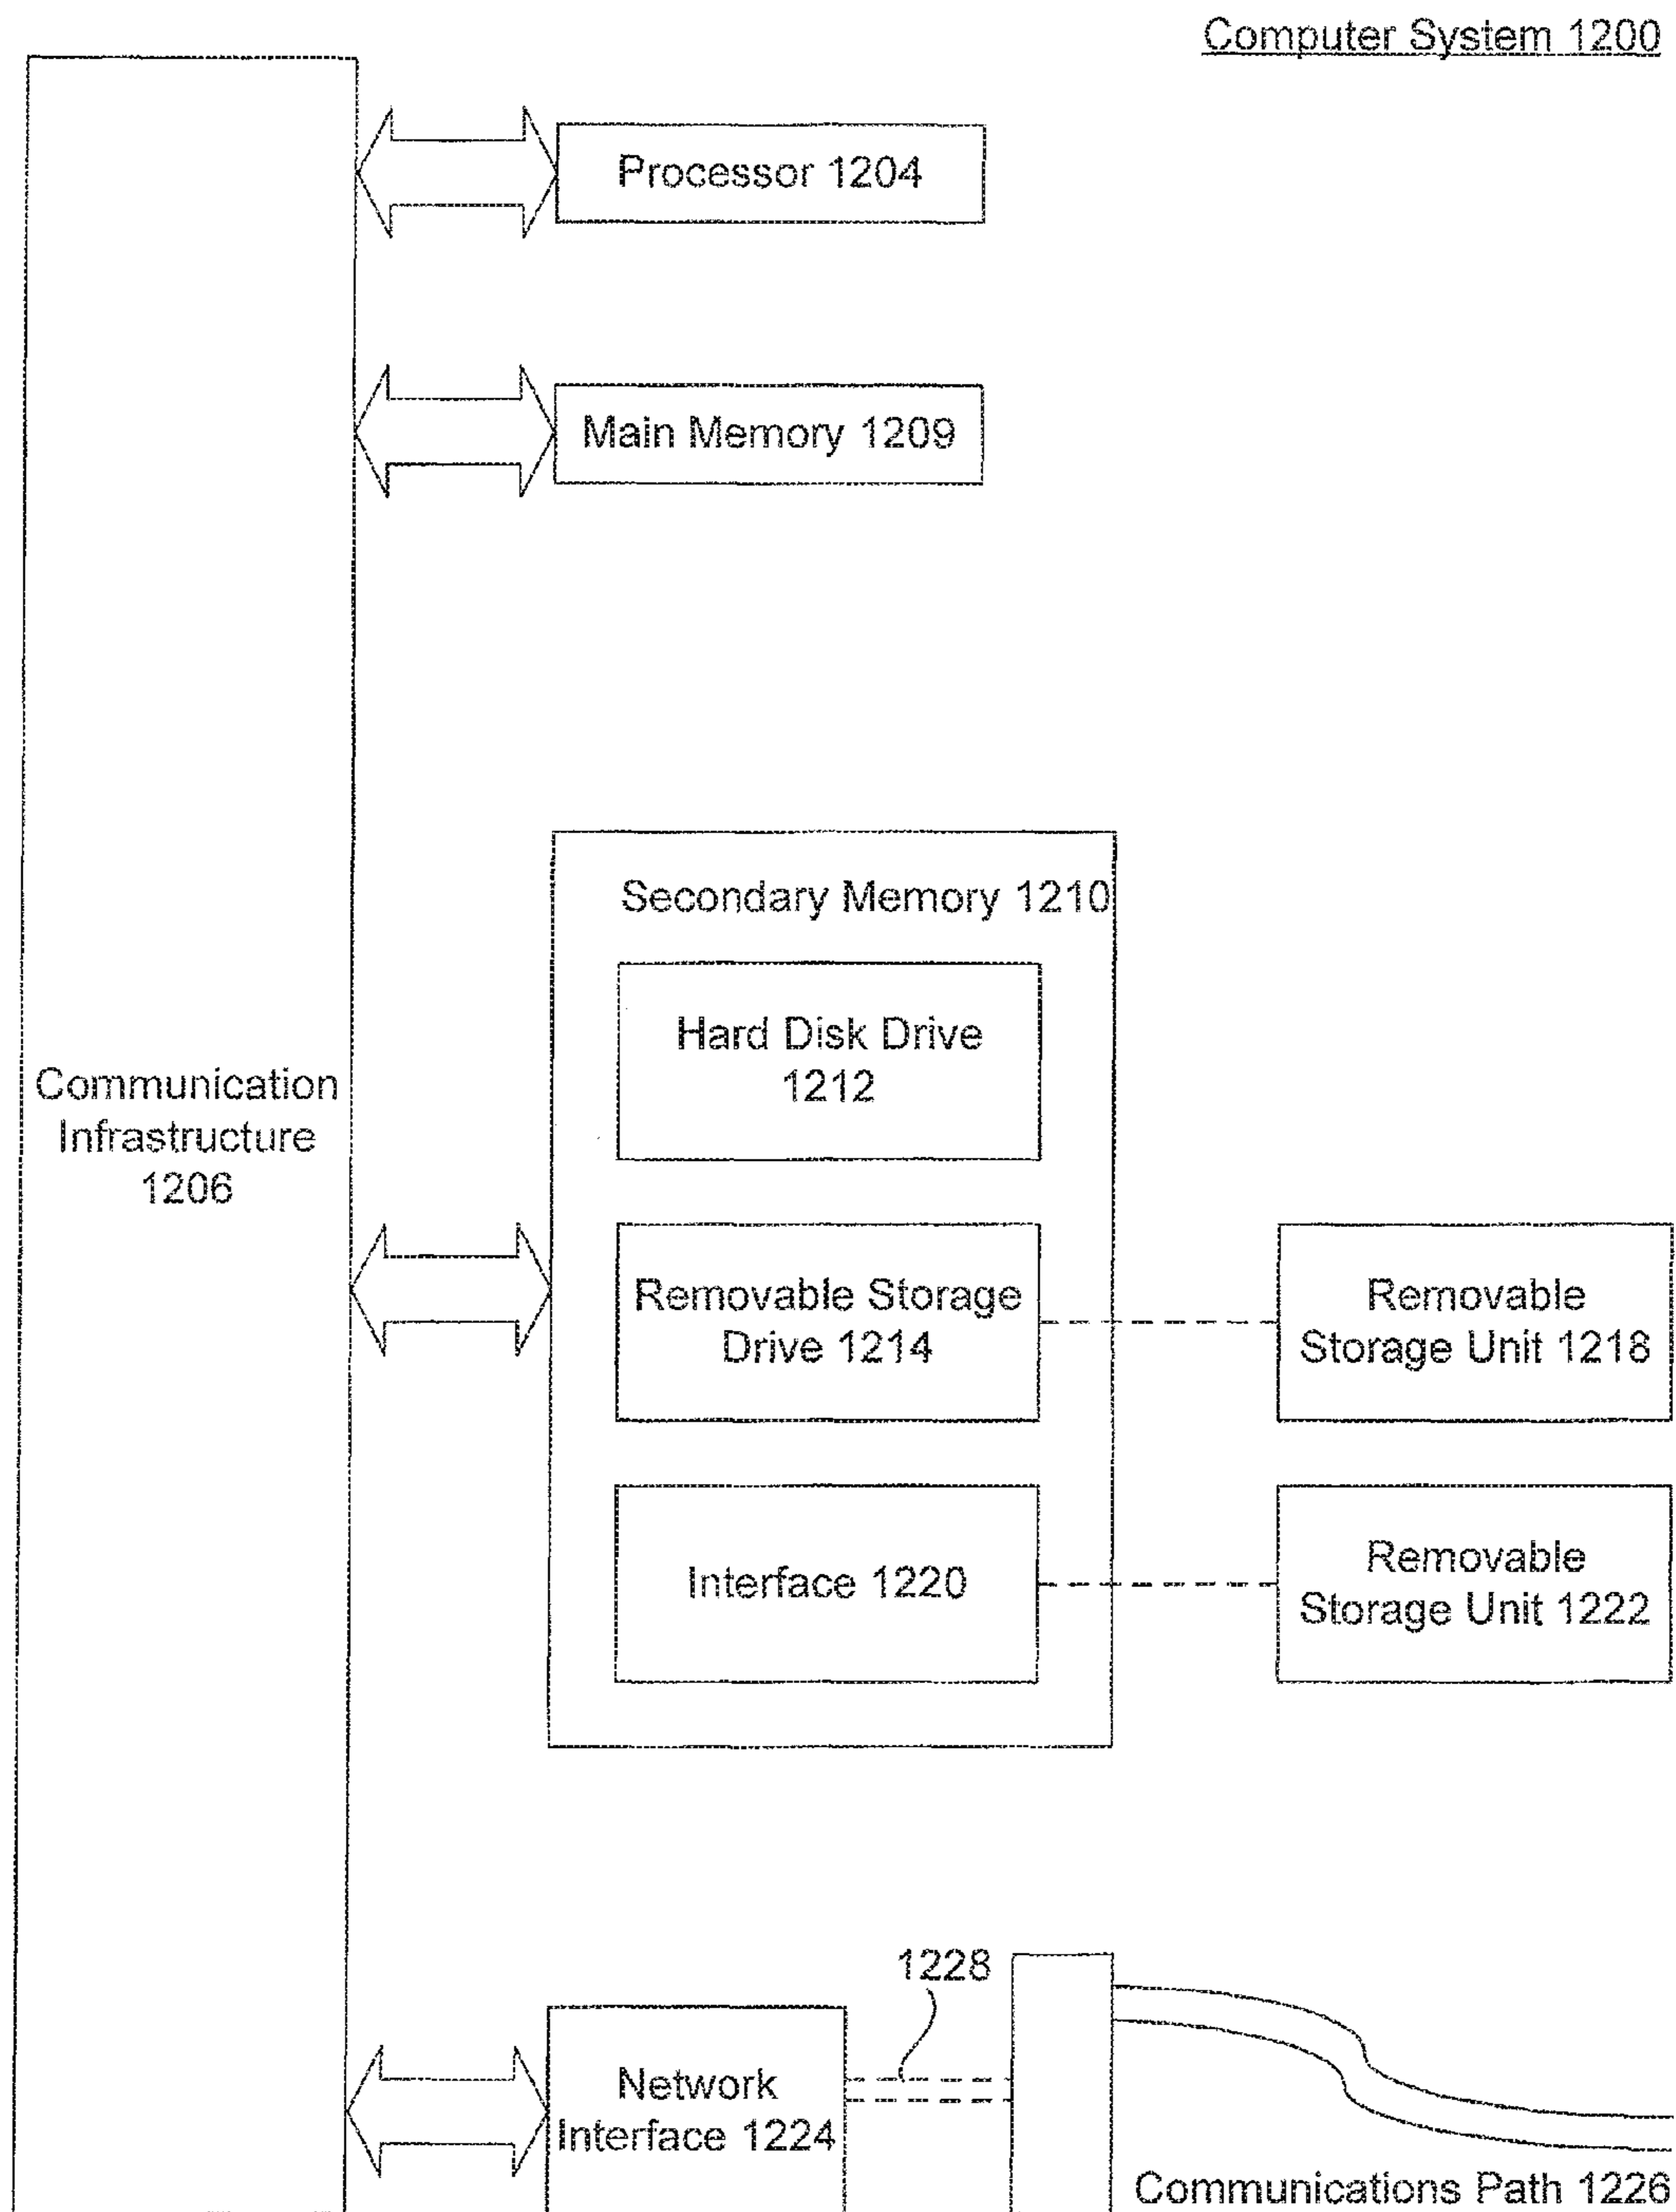 Computer System 1200
Processor 1204
Main Memory 1209
Secondary Memory 1210
Hard Disk Drive
1212
Communication
Infrastructure
1206
Removable Storage
Drive 1214
Removable
Storage Unit 1218
Interface 1220
Removable
Storage Unit 1222
1228
Network
Interface 1224
Communications Path 1226